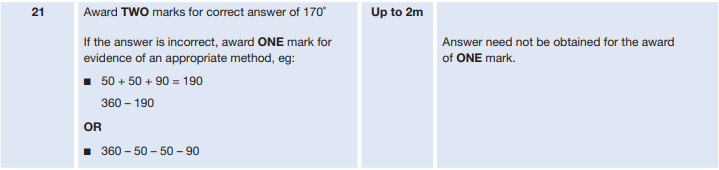 21
Award TWO marks for correct answer of 170˚
Up to 2m
If the answer is incorrect, award ONE mark for
evidence of an appropriate method, eg:
■ 50 + 50 + 90 = 190
360 – 190
OR
■ 360 – 50 – 50 – 90
Answer need not be obtained for the award
of ONE mark.